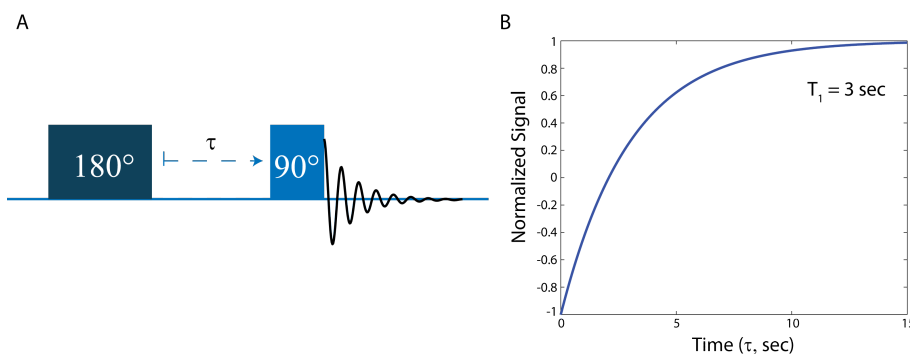 A
180°
τ
90°
B
Normalized Signal
1
0.8
0.6
0.4
0.2
0
-0.2
-0.4
-0.6
-0.8
-1
T₁ = 3 sec
0
5
10
15
Time (τ, sec)